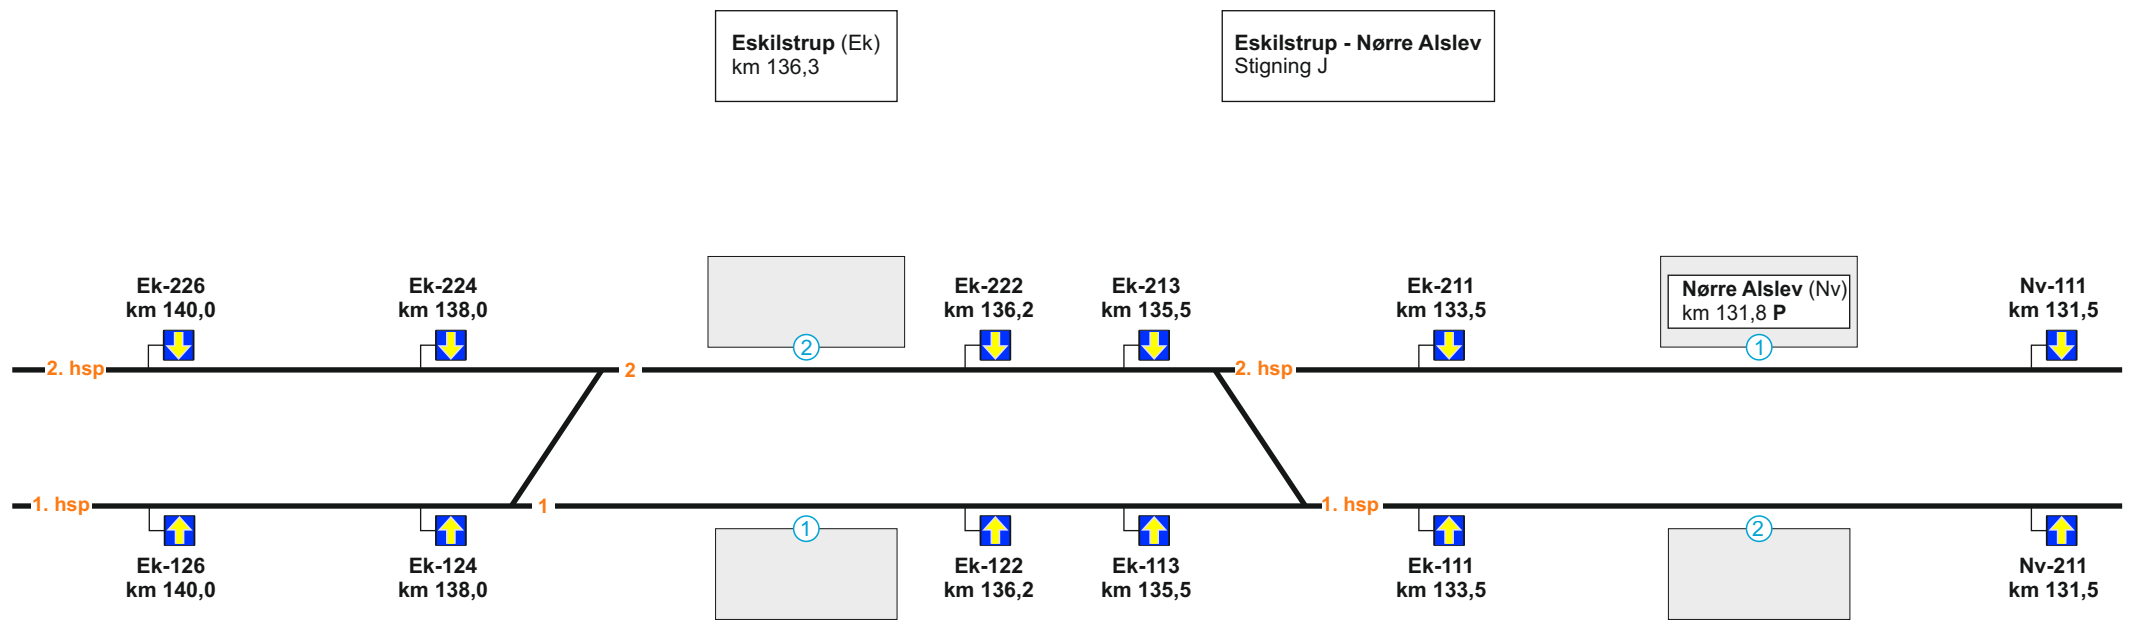 Eskilstrup (Ek)
km 136,3
Eskilstrup - Nørre Alslev
Stigning J
Ek-226
km 140,0
Ek-224
km 138,0
Ek-222
km 136,2
Ek-213
km 135,5
Ek-211
km 133,5
Nørre Alslev (Nv)
km 131,8 P
Nv-111
km 131,5
2
1
2. hsp
2
2. hsp
1. hsp
1
1. hsp
1
2
Ek-126
km 140,0
Ek-124
km 138,0
Ek-122
km 136,2
Ek-113
km 135,5
Ek-111
km 133,5
Nv-211
km 131,5